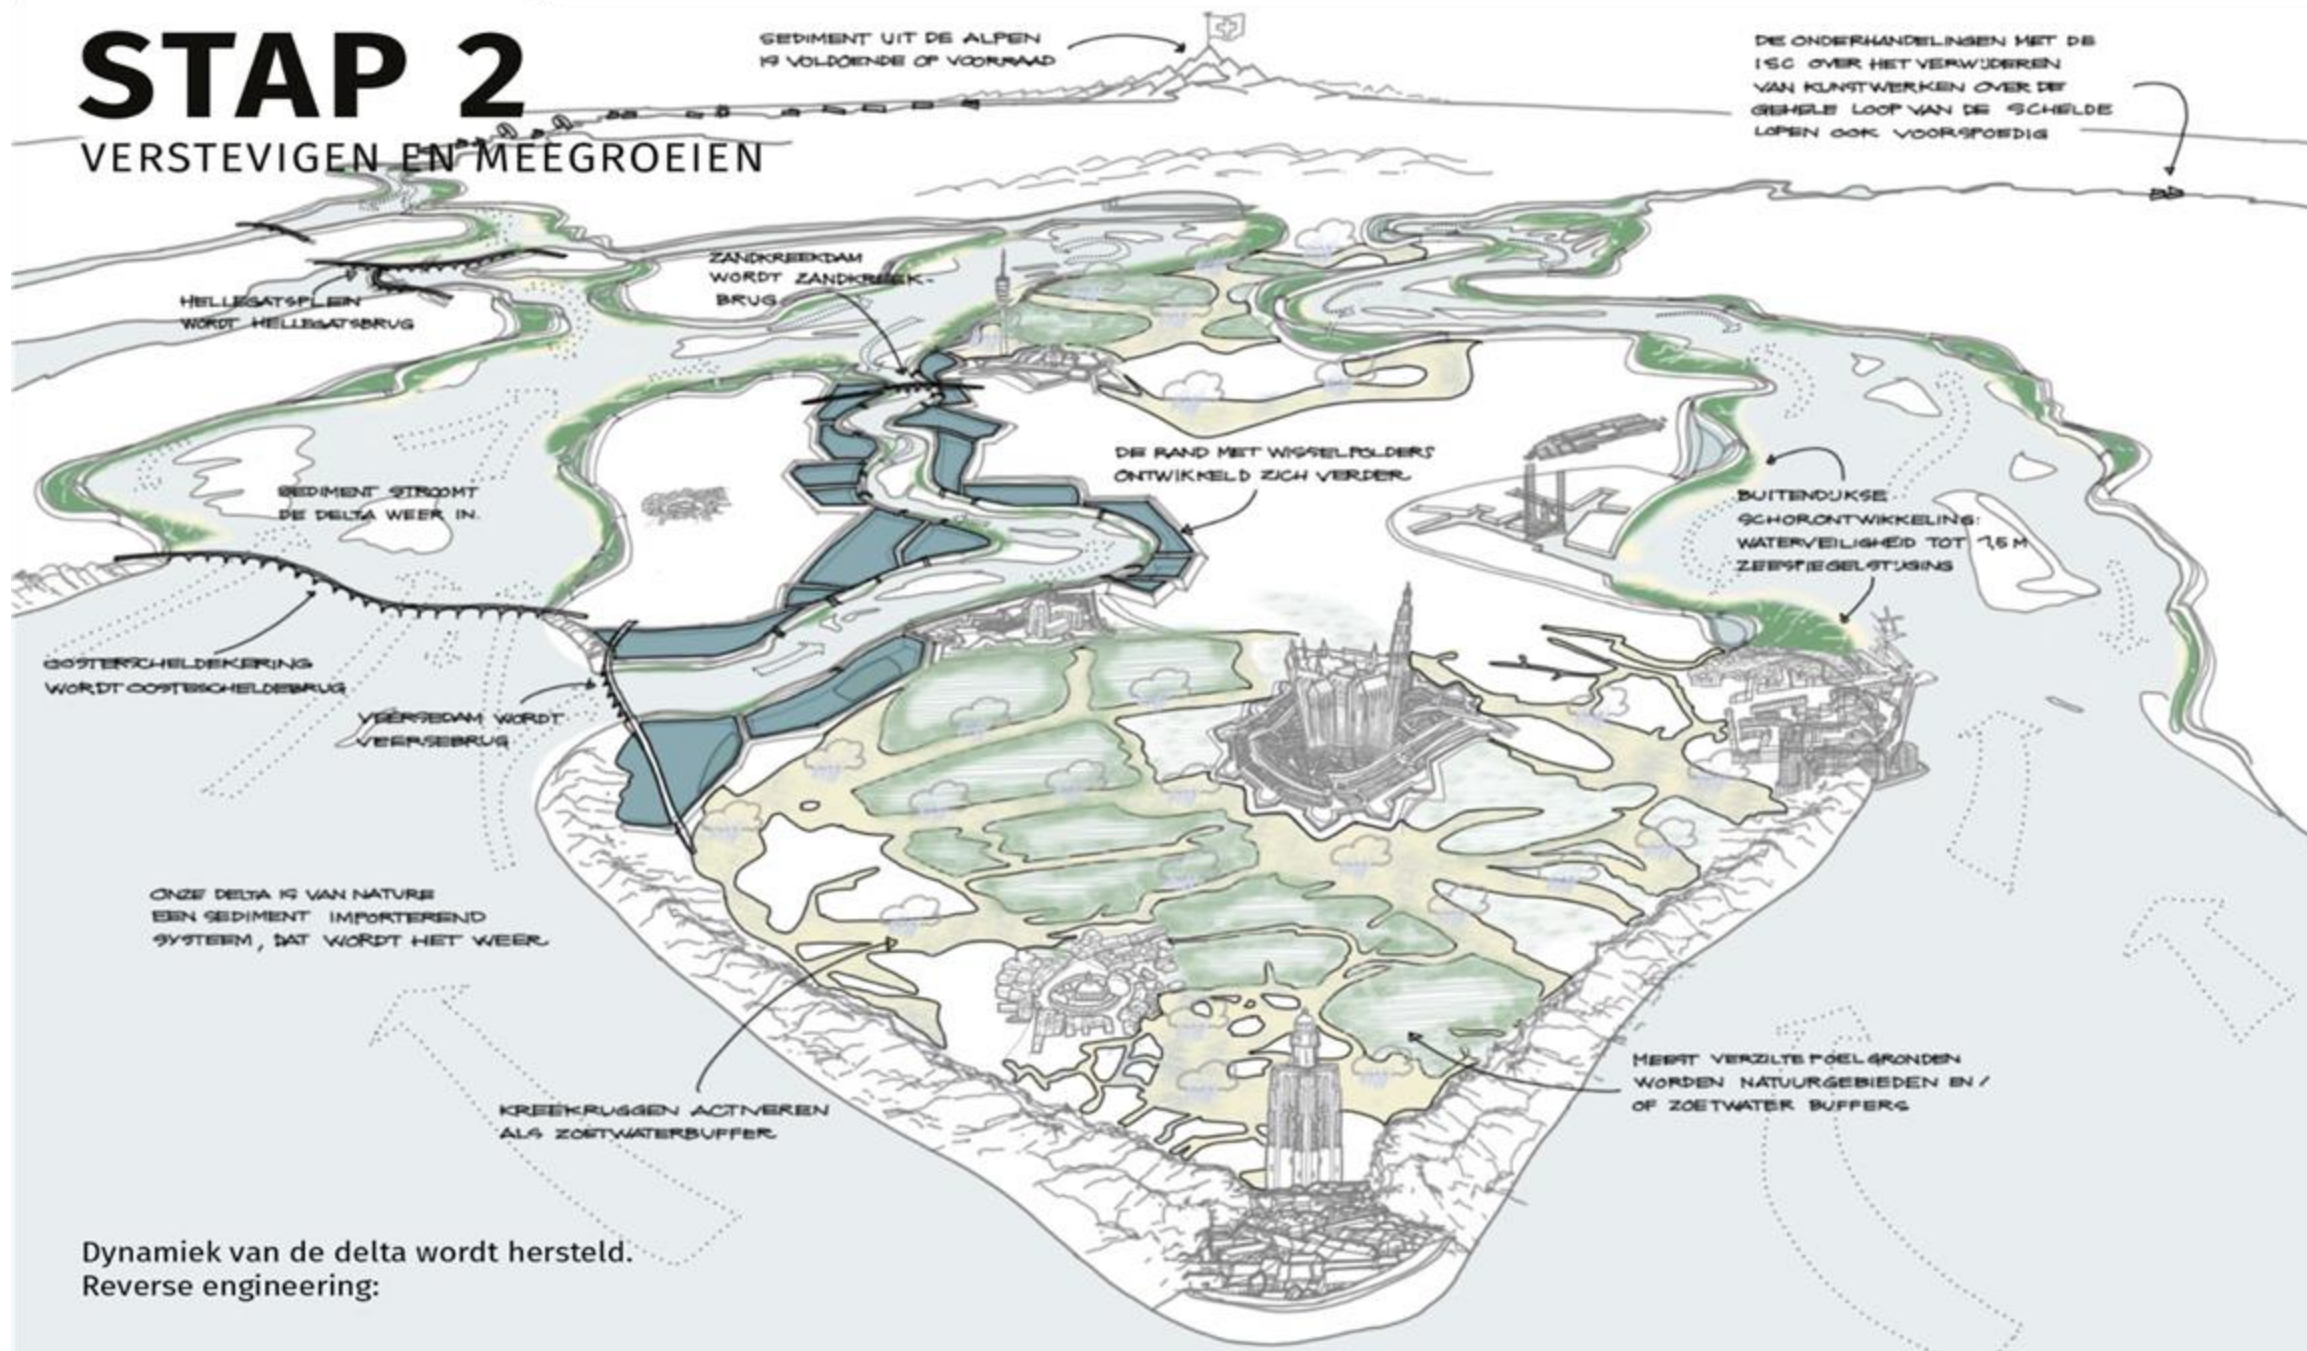 STAP 2
VERSTEVIGEN EN MEEGROEIEN
SEDIMENT UIT DE ALPEN
IS VOLDOENDE OP VOORRAAD
DE ONDERHANDELINGEN MET DE
ISC OVER HET VERWIJDEREN
VAN KUNSTWERKEN OVER DE
GEHELE LOOP VAN DE SCHELDE
LOPEN OOK VOORSPOEDIG
ZANDKREEKDAM
WORDT ZANDKREEK-
BRUG
HELLEGATSPLEIN
WORDT HELLEGATSBRUG
DE RAND MET WISSELPOLDERS
ONTWIKKELD ZICH VERDER
SEDIMENT STROOMT
DE DELTA WEER IN.
BUITENDIJKSE
SCHORONTWIKKELING:
WATERVEILIGHEID TOT 1,5 M
ZEESPIEGELSTIJGING
OOSTERSCHELDEKERING
WORDT OOSTESCHELDEBRUG
VEERSEDAM WORDT
VEERSEBRUG
ONZE DELTA IS VAN NATURE
EEN SEDIMENT IMPORTEREND
SYSTEEM, DAT WORDT HET WEER
KREEKRUGGEN ACTIVEREN
ALS ZOETWATERBUFFER
MEEST VERZILTE POELGRONDEN
WORDEN NATUURGEBIEDEN EN /
OF ZOETWATER BUFFERS
Dynamiek van de delta wordt hersteld.
Reverse engineering: